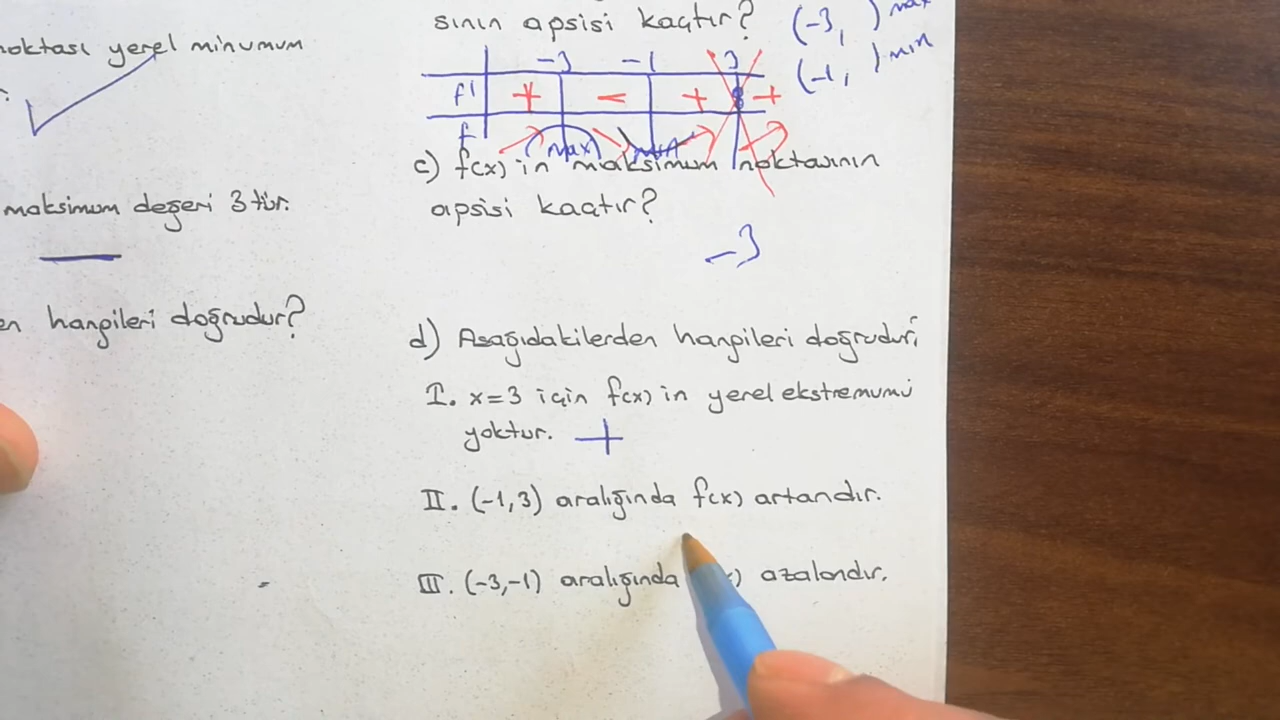 noktası yerel minumum
maksimum değeri 3 tür.
hangileri doğrudur?
sının apsisi kaçtır?
(-3, ) max
(-1, ) min
-3 -1 3
f' + - + +
f max
c) f(x) in maksimum noktasının
apsisi kaçtır?
-3
d) Aşağıdakilerden hangileri doğrudur?
I. x=3 için f(x) in yerel ekstremumu
yoktur. +
II. (-1,3) aralığında f(x) artandır.
III. (-3,-1) aralığında azalandır.